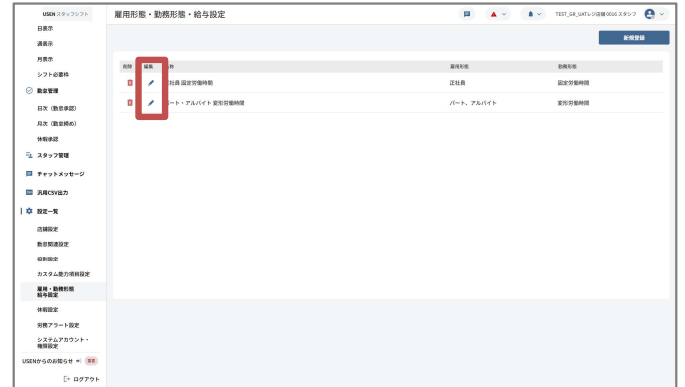 USEN スタッフシフト
日表示
週表示
月表示
シフト必要枠
勤怠管理
日次（勤怠承認）
月次（勤怠締め）
休暇承認
スタッフ管理
チャットメッセージ
汎用CSV出力
設定一覧
店舗設定
勤怠関連設定
役割設定
カスタム能力項目設定
雇用・勤務形態
給与設定
休暇設定
労務アラート設定
システムアカウント・
権限設定
USENからのお知らせ 重要
ログアウト
雇用形態・勤務形態・給与設定
TEST_GR_UATレジ店舗 0016 スタシフ
新規登録
削除 編集 名称 雇用形態 勤務形態
正社員 固定労働時間 正社員 固定労働時間
パート・アルバイト 変形労働時間 パート、アルバイト 変形労働時間